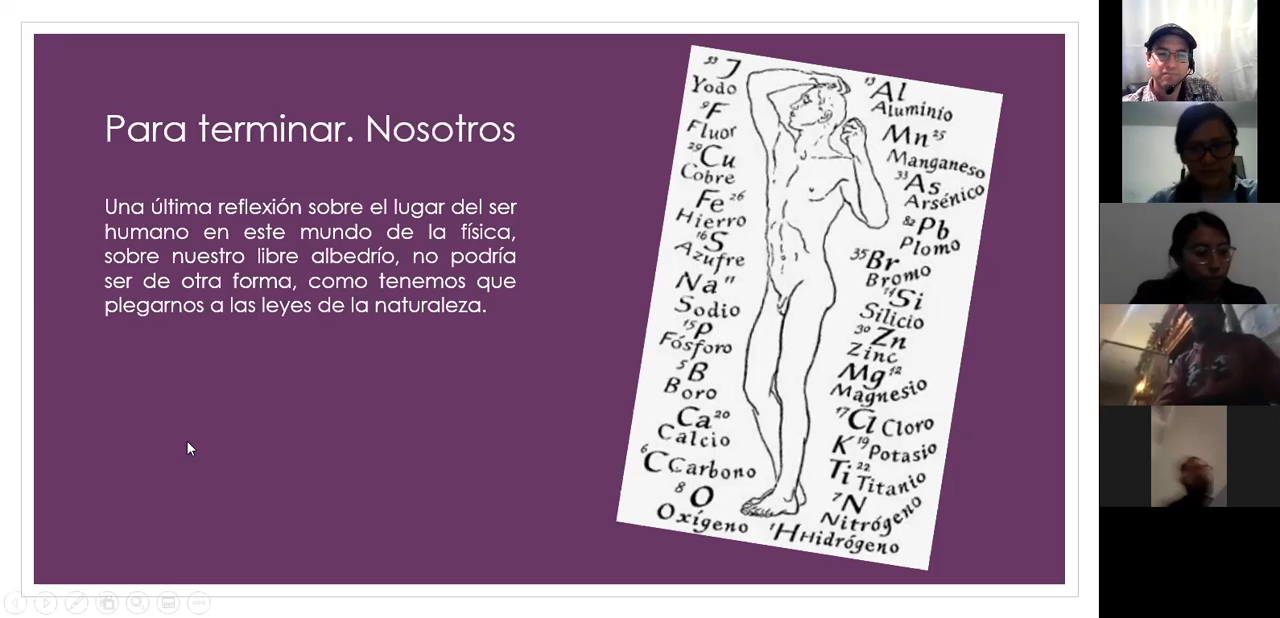 Para terminar. Nosotros
Una última reflexión sobre el lugar del ser
humano en este mundo de la física,
sobre nuestro libre albedrío, no podría
ser de otra forma, como tenemos que
plegarnos a las leyes de la naturaleza.
53 J
Yodo
9 F
Fluor
29 Cu
Cobre
Fe 26
Hierro
16 S
Azufre
Na 11
Sodio
15 P
Fósforo
5 B
Boro
Ca 20
Calcio
6 C Carbono
8 O
Oxígeno
1 H Hidrógeno
13 Al
Aluminio
Mn 25
Manganeso
33 As
Arsénico
82 Pb
Plomo
35 Br
Bromo
14 Si
Silicio
30 Zn
Zinc
Mg 12
Magnesio
17 Cl Cloro
K 19 Potasio
Ti 22
Titanio
7 N
Nitrógeno